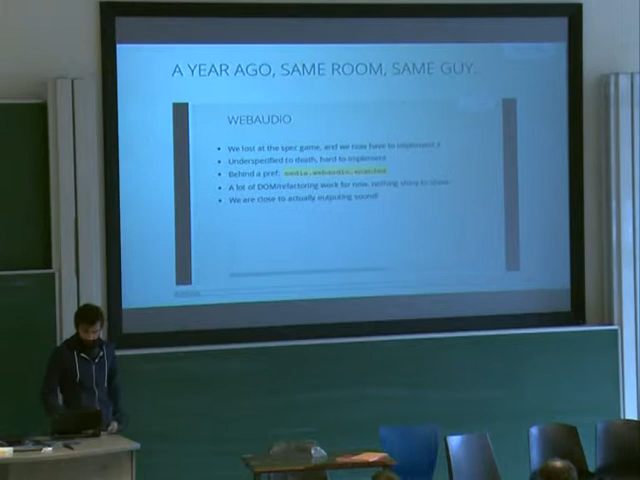 A YEAR AGO, SAME ROOM, SAME GUY.
WEBAUDIO
• We lost at the spec game, and we now have to implement it
• Underspecified to death, hard to implement
• Behind a pref: media.webaudio.enabled
• A lot of DOM/refactoring work for now, nothing shiny to show.
• We are close to actually outputing sound!